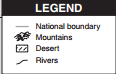 LEGEND
National boundary
Mountains
Desert
Rivers